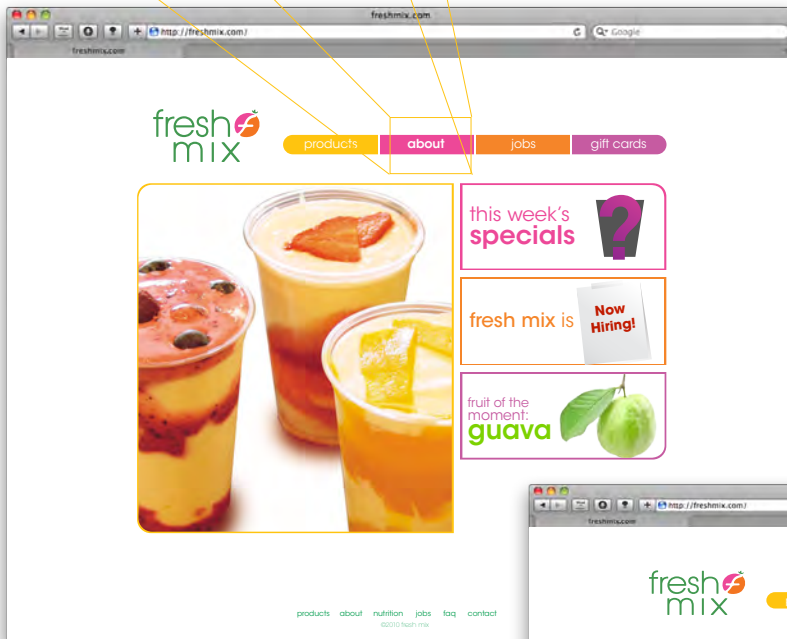 freshmix.com
http://freshmix.com/
Google
freshmix.com
fresh
mix
products about jobs gift cards
this week's
specials
?
fresh mix is
Now
Hiring!
fruit of the
moment:
guava
products about nutrition jobs faq contact
©2010 fresh mix
http://freshmix.com/
freshmix.com
fresh
mix